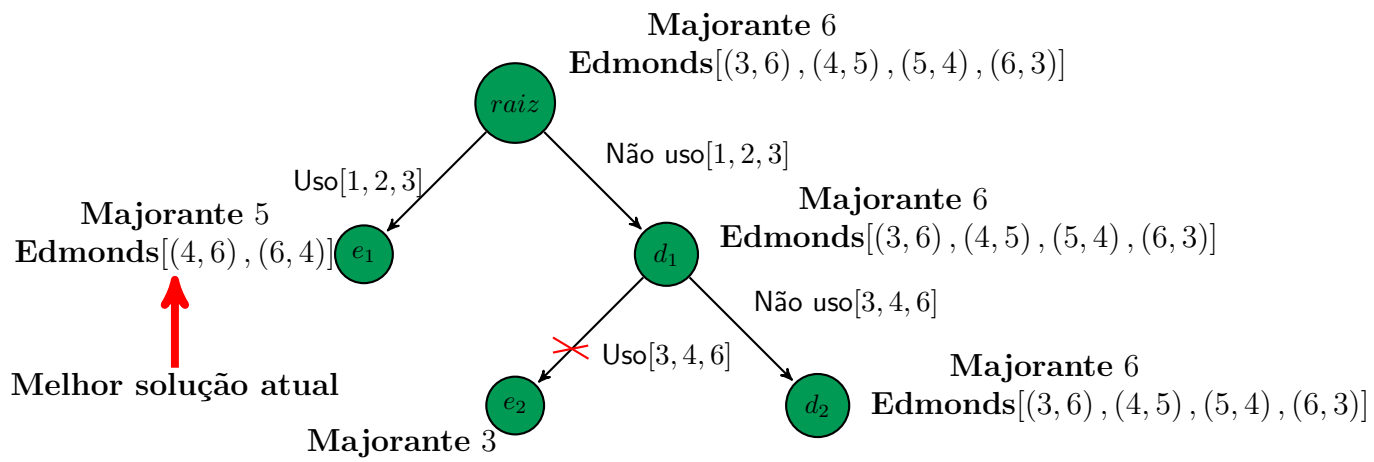 Majorante 6
Edmonds[(3, 6) , (4, 5) , (5, 4) , (6, 3)]
raiz
Não uso[1, 2, 3]
Uso[1, 2, 3]
Majorante 5
Edmonds[(4, 6) , (6, 4)]
e1
Majorante 6
Edmonds[(3, 6) , (4, 5) , (5, 4) , (6, 3)]
d1
Não uso[3, 4, 6]
Uso[3, 4, 6]
Melhor solução atual
e2
Majorante 3
Majorante 6
Edmonds[(3, 6) , (4, 5) , (5, 4) , (6, 3)]
d2